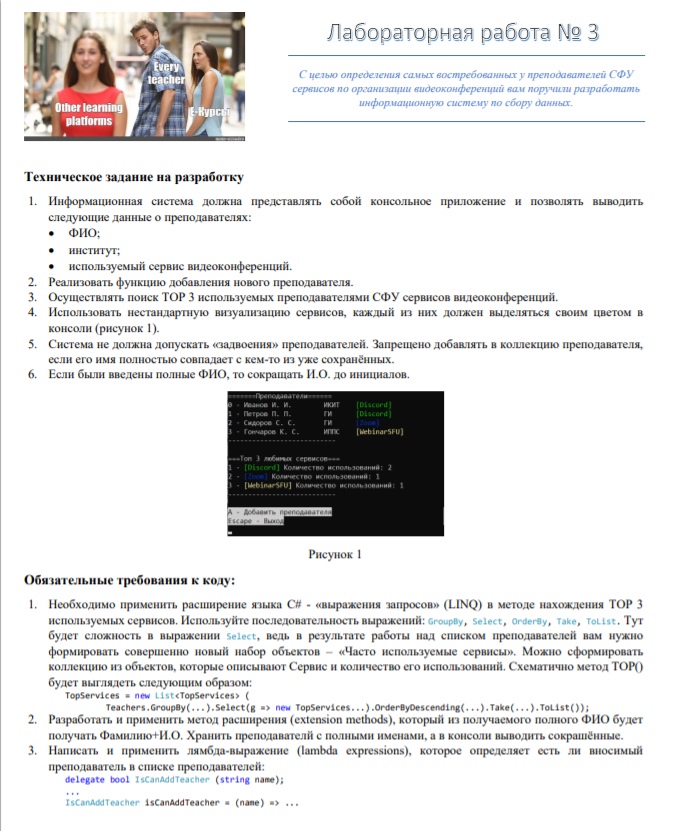 Every
teacher
Other learning
platforms
Е-Курсы
Лабораторная работа № 3
С целью определения самых востребованных у преподавателей СФУ
сервисов по организации видеоконференций вам поручили разработать
информационную систему по сбору данных.
Техническое задание на разработку
1. Информационная система должна представлять собой консольное приложение и позволять выводить
следующие данные о преподавателях:
• ФИО;
• институт;
• используемый сервис видеоконференций.
2. Реализовать функцию добавления нового преподавателя.
3. Осуществлять поиск TOP 3 используемых преподавателями СФУ сервисов видеоконференций.
4. Использовать нестандартную визуализацию сервисов, каждый из них должен выделяться своим цветом в
консоли (рисунок 1).
5. Система не должна допускать «задвоения» преподавателей. Запрещено добавлять в коллекцию преподавателя,
если его имя полностью совпадает с кем-то из уже сохранённых.
6. Если были введены полные ФИО, то сокращать И.О. до инициалов.
=======Преподаватели======
0 - Иванов И. И. ИКИТ [Discord]
1 - Петров П. П. ГИ [Discord]
2 - Сидоров С. С. ГИ [Zoom]
3 - Гончаров К. С. ИППС [WebinarSFU]
---------------------------
===Топ 3 любимых сервисов===
1 - [Discord] Количество использований: 2
2 - [Zoom] Количество использований: 1
3 - [WebinarSFU] Количество использований: 1
---------------------------
A - Добавить преподавателя
Escape - Выход
Рисунок 1
Обязательные требования к коду:
1. Необходимо применить расширение языка C# - «выражения запросов» (LINQ) в методе нахождения TOP 3
используемых сервисов. Используйте последовательность выражений: GroupBy, Select, OrderBy, Take, ToList. Тут
будет сложность в выражении Select, ведь в результате работы над списком преподавателей вам нужно
формировать совершенно новый набор объектов – «Часто используемые сервисы». Можно сформировать
коллекцию из объектов, которые описывают Сервис и количество его использований. Схематично метод TOP()
будет выглядеть следующим образом:
TopServices = new List<TopServices> (
Teachers.GroupBy(...).Select(g => new TopServices...).OrderByDescending(...).Take(...).ToList());
2. Разработать и применить метод расширения (extension methods), который из получаемого полного ФИО будет
получать Фамилию+И.О. Хранить преподавателей с полными именами, а в консоли выводить сокращённые.
3. Написать и применить лямбда-выражение (lambda expressions), которое определяет есть ли вносимый
преподаватель в списке преподавателей:
delegate bool IsCanAddTeacher (string name);
...
IsCanAddTeacher isCanAddTeacher = (name) => ...